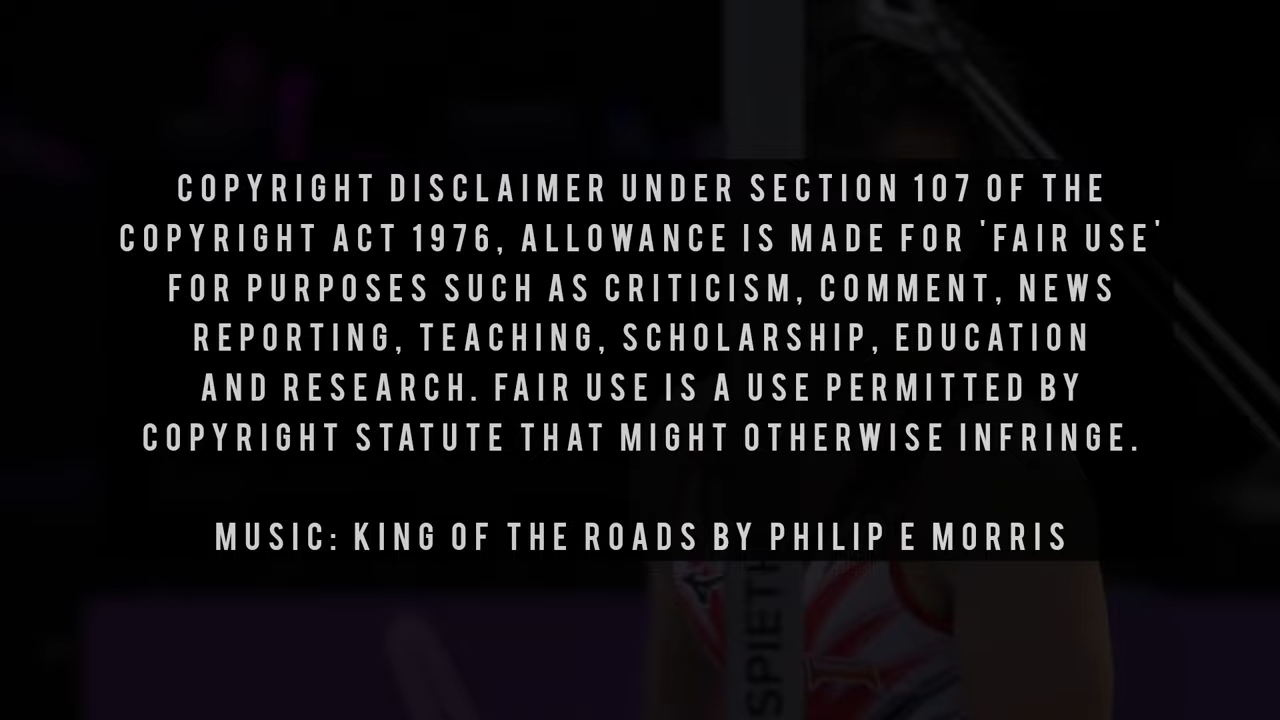 COPYRIGHT DISCLAIMER UNDER SECTION 107 OF THE
COPYRIGHT ACT 1976, ALLOWANCE IS MADE FOR 'FAIR USE'
FOR PURPOSES SUCH AS CRITICISM, COMMENT, NEWS
REPORTING, TEACHING, SCHOLARSHIP, EDUCATION
AND RESEARCH. FAIR USE IS A USE PERMITTED BY
COPYRIGHT STATUTE THAT MIGHT OTHERWISE INFRINGE.
MUSIC: KING OF THE ROADS BY PHILIP E MORRIS
SPIETH